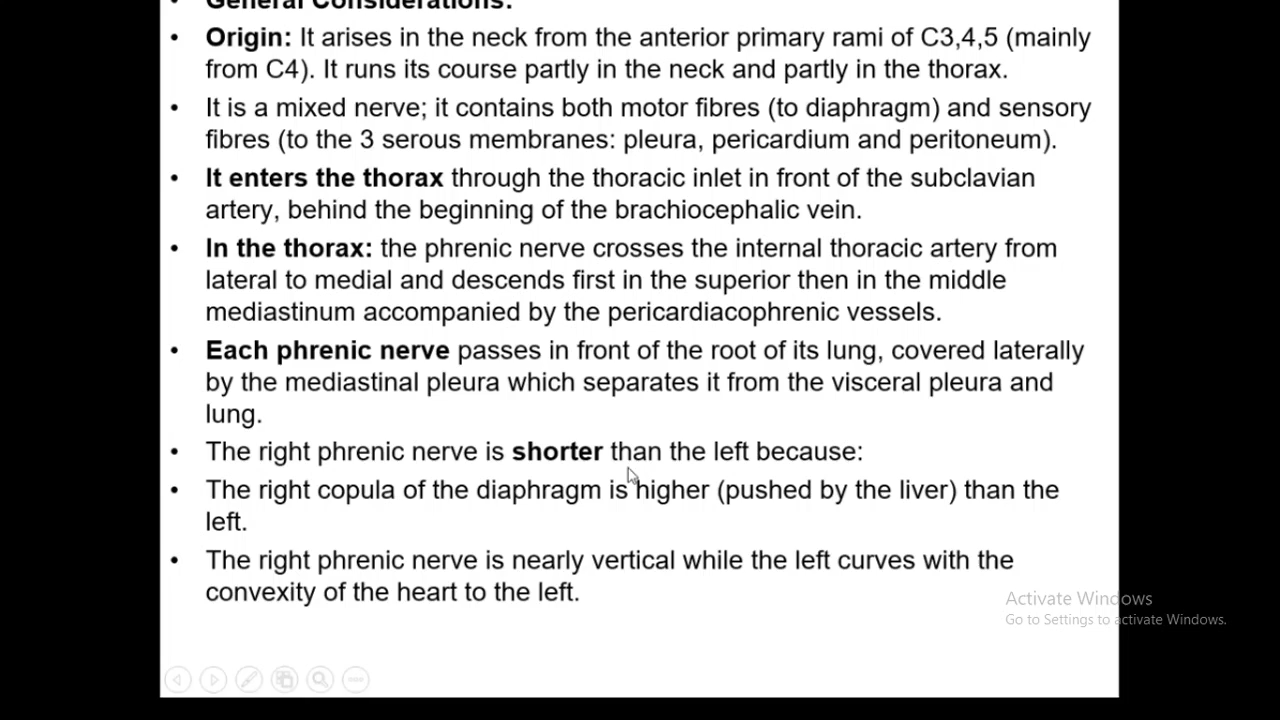 General Considerations:
• Origin: It arises in the neck from the anterior primary rami of C3,4,5 (mainly
from C4). It runs its course partly in the neck and partly in the thorax.
• It is a mixed nerve; it contains both motor fibres (to diaphragm) and sensory
fibres (to the 3 serous membranes: pleura, pericardium and peritoneum).
• It enters the thorax through the thoracic inlet in front of the subclavian
artery, behind the beginning of the brachiocephalic vein.
• In the thorax: the phrenic nerve crosses the internal thoracic artery from
lateral to medial and descends first in the superior then in the middle
mediastinum accompanied by the pericardiacophrenic vessels.
• Each phrenic nerve passes in front of the root of its lung, covered laterally
by the mediastinal pleura which separates it from the visceral pleura and
lung.
• The right phrenic nerve is shorter than the left because:
• The right copula of the diaphragm is higher (pushed by the liver) than the
left.
• The right phrenic nerve is nearly vertical while the left curves with the
convexity of the heart to the left.
Activate Windows
Go to Settings to activate Windows.